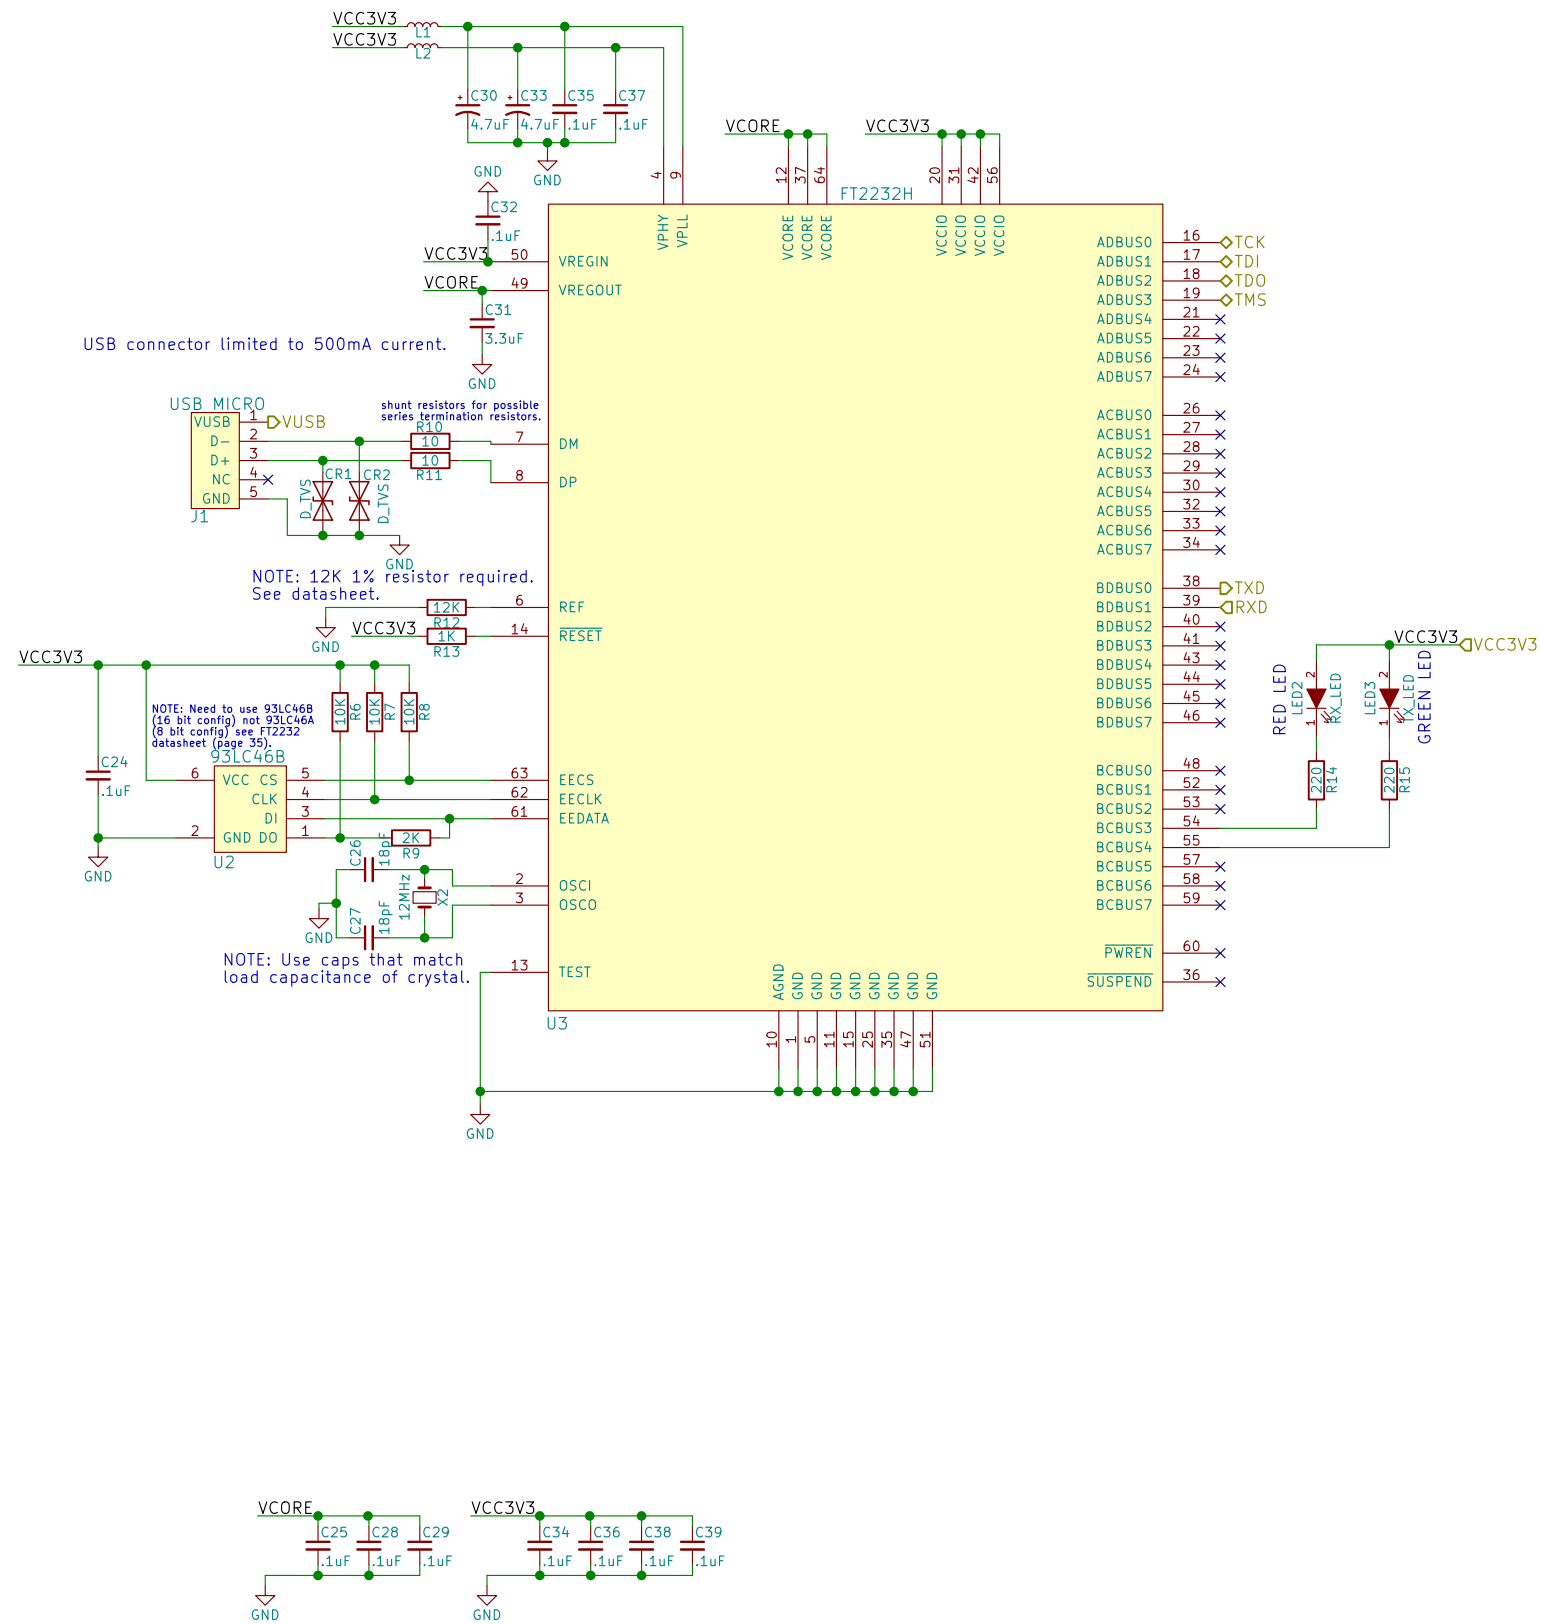 VCC3V3
L1
VCC3V3
L2
C30
4.7uF
C33
4.7uF
C35
.1uF
C37
.1uF
GND
GND
C32
.1uF
VCC3V3
VCORE
C31
3.3uF
GND
VCORE
VCC3V3
4
9
12
37
64
20
31
42
56
FT2232H
VPHY
VPLL
VCORE
VCORE
VCORE
VCCIO
VCCIO
VCCIO
VCCIO
50 VREGIN
49 VREGOUT
ADBUS0 16 TCK
ADBUS1 17 TDI
ADBUS2 18 TDO
ADBUS3 19 TMS
ADBUS4 21
ADBUS5 22
ADBUS6 23
ADBUS7 24
ACBUS0 26
ACBUS1 27
ACBUS2 28
ACBUS3 29
ACBUS4 30
ACBUS5 32
ACBUS6 33
ACBUS7 34
BDBUS0 38 TXD
BDBUS1 39 RXD
BDBUS2 40
BDBUS3 41
BDBUS4 43
BDBUS5 44
BDBUS6 45
BDBUS7 46
BCBUS0 48
BCBUS1 52
BCBUS2 53
BCBUS3 54
BCBUS4 55
BCBUS5 57
BCBUS6 58
BCBUS7 59
PWREN 60
SUSPEND 36
USB connector limited to 500mA current.
shunt resistors for possible
series termination resistors.
USB MICRO
VUSB 1 VUSB
D- 2
D+ 3
NC 4
GND 5
J1
R10
10
10
R11
7 DM
8 DP
CR1
D_TVS
CR2
D_TVS
GND
NOTE: 12K 1% resistor required.
See datasheet.
12K
R12
6 REF
GND
VCC3V3
1K
R13
14 RESET
VCC3V3
10K
R6
10K
R7
10K
R8
NOTE: Need to use 93LC46B
(16 bit config) not 93LC46A
(8 bit config) see FT2232
datasheet (page 35).
93LC46B
C24
.1uF
6 VCC CS 5
CLK 4
DI 3
2 GND DO 1
U2
GND
63 EECS
62 EECLK
61 EEDATA
2K
R9
C26
18pF
12MHz
X2
C27
18pF
GND
2 OSCI
3 OSCO
NOTE: Use caps that match
load capacitance of crystal.
13 TEST
U3
AGND
GND
GND
GND
GND
GND
GND
GND
GND
10
1
5
11
15
25
35
47
51
GND
VCC3V3
VCC3V3
RED LED
LED2
2
1
RX_LED
LED3
2
1
TX_LED
GREEN LED
220
R14
220
R15
VCORE
C25
.1uF
C28
.1uF
C29
.1uF
GND
VCC3V3
C34
.1uF
C36
.1uF
C38
.1uF
C39
.1uF
GND